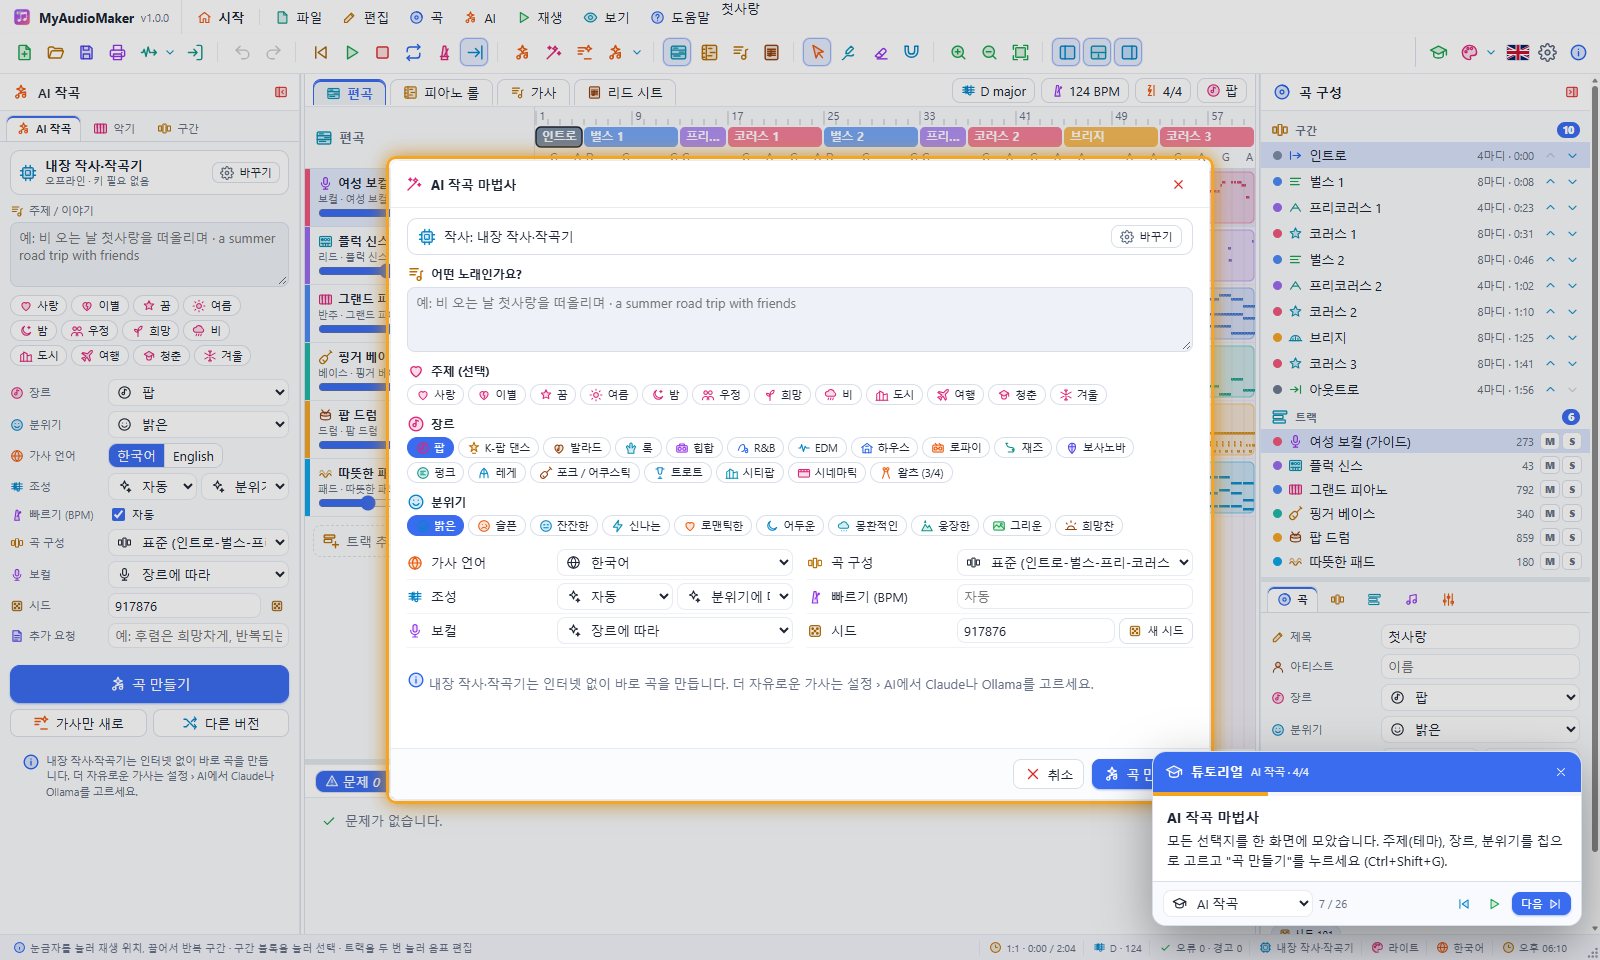 MyAudioMaker v1.0.0 시작 파일 편집 곡 AI 재생 보기 도움말 첫사랑
AI 작곡
AI 작곡 악기 구간
내장 작사·작곡기
오프라인 · 키 필요 없음
바꾸기
주제 / 이야기
예: 비 오는 날 첫사랑을 떠올리며 · a summer
road trip with friends
사랑 이별 꿈 여름
밤 우정 희망 비
도시 여행 청춘 겨울
장르 팝
분위기 밝은
가사 언어 한국어 English
조성 자동
빠르기 (BPM) 자동
곡 구성
보컬 장르에 따라
시드 917876
추가 요청 예: 후렴은 희망차게,
곡 만들기
가사만 새로 다른 버전
내장 작사·작곡기는 인터넷 없이 바로 곡을 만듭
니다. 더 자유로운 가사는 설정 › AI에서 Claude나
Ollama를 고르세요.
편곡 피아노 롤 가사 리드 시트
D major 124 BPM 4/4 팝
편곡
1 9 17 25 33 41 49 57
인트로 벌스 1 프리... 코러스 1 벌스 2 프리... 코러스 2 브리지 코러스 3
여성 보컬
보컬 · 여성 보컬
플럭 신스
리드 · 플럭 신스
그랜드
반주 · 그랜드
핑거
베이스 · 핑거
팝 드럼
드럼 · 팝 드럼
따뜻한
패드 · 따뜻한
트랙
문제 0
문제가 없습니다.
AI 작곡 마법사
작사: 내장 작사·작곡기
바꾸기
어떤 노래인가요?
예: 비 오는 날 첫사랑을 떠올리며 · a summer road trip with friends
주제 (선택)
사랑 이별 꿈 여름 밤 우정 희망 비 도시 여행 청춘 겨울
장르
팝 K-팝 댄스 발라드 록 힙합 R&B EDM 하우스 로파이 재즈 보사노바
펑크 레게 포크 / 어쿠스틱 트로트 시티팝 시네마틱 왈츠 (3/4)
분위기
밝은 슬픈 잔잔한 신나는 로맨틱한 어두운 몽환적인 웅장한 그리운 희망찬
가사 언어 한국어 곡 구성 표준 (인트로-벌스-프리-코러스
조성 자동 분위기에 빠르기 (BPM) 자동
보컬 장르에 따라 시드 917876 새 시드
내장 작사·작곡기는 인터넷 없이 바로 곡을 만듭니다. 더 자유로운 가사는 설정 › AI에서 Claude나 Ollama를 고르세요.
취소
곡
곡 구성
구간 10
인트로 4마디 · 0:00
벌스 1 8마디 · 0:08
프리코러스 1 4마디 · 0:23
코러스 1 8마디 · 0:31
벌스 2 8마디 · 0:46
프리코러스 2 4마디 · 1:02
코러스 2 8마디 · 1:10
브리지 8마디 · 1:25
코러스 3 8마디 · 1:41
아웃트로 4마디 · 1:56
트랙 6
여성 보컬 (가이드) 273 M S
플럭 신스 43 M S
그랜드 피아노 792 M S
핑거 베이스 340 M S
팝 드럼 859 M S
따뜻한 패드 180 M S
곡
제목 첫사랑
아티스트 이름
장르 팝
분위기 밝은
튜토리얼 AI 작곡 · 4/4
AI 작곡 마법사
모든 선택지를 한 화면에 모았습니다. 주제(테마), 장르, 분위기를 칩으
로 고르고 "곡 만들기"를 누르세요 (Ctrl+Shift+G).
AI 작곡 7 / 26 다음
눈금자를 눌러 재생 위치, 끌어서 반복 구간 · 구간 블록을 눌러 선택 · 트랙을 두 번 눌러 음표 편집
1:1 · 0:00 / 2:04 D · 124 오류 0 · 경고 0 내장 작사·작곡기 라이트 한국어 오후 06:10